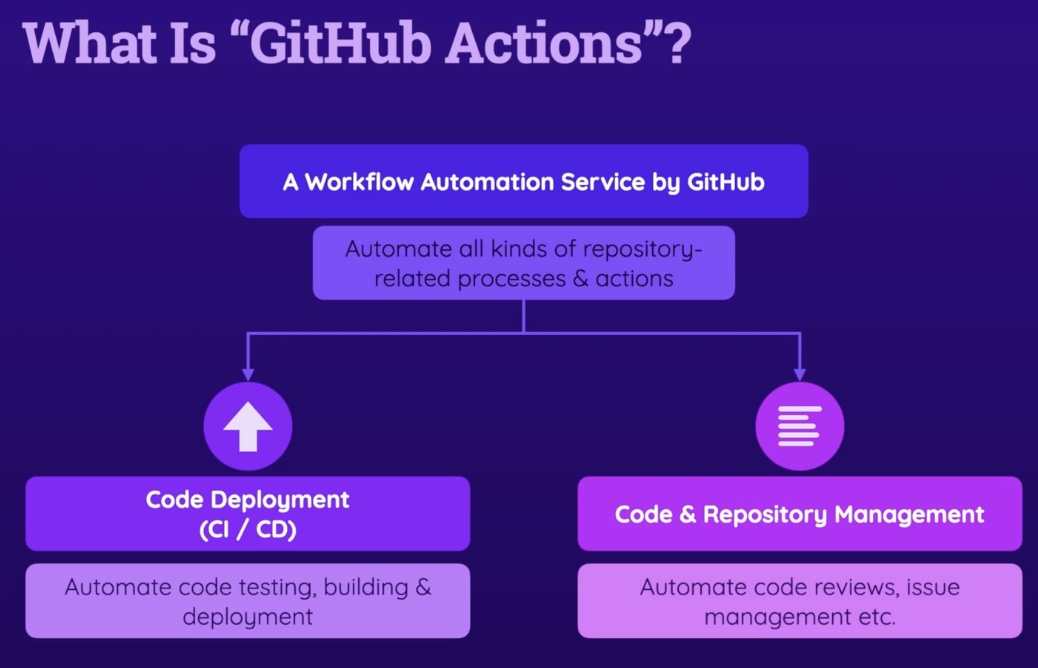 What Is “GitHub Actions”?
A Workflow Automation Service by GitHub
Automate all kinds of repository-
related processes & actions
Code Deployment
(CI / CD)
Automate code testing, building &
deployment
Code & Repository Management
Automate code reviews, issue
management etc.